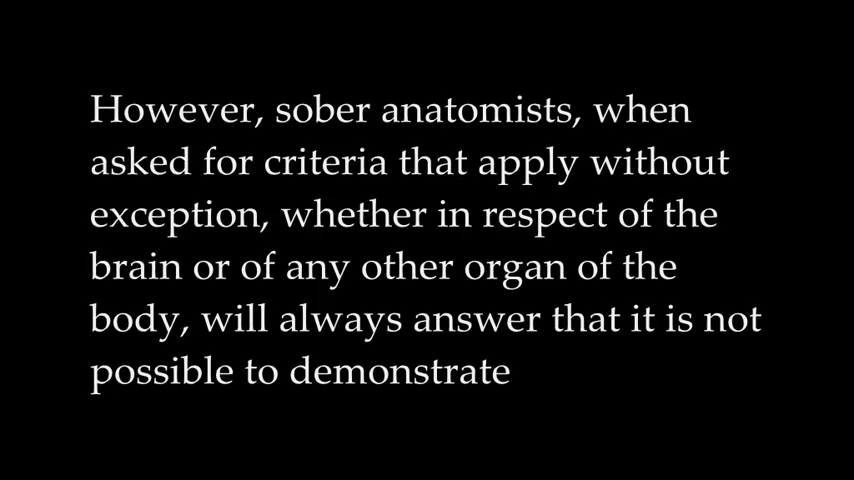 However, sober anatomists, when
asked for criteria that apply without
exception, whether in respect of the
brain or of any other organ of the
body, will always answer that it is not
possible to demonstrate